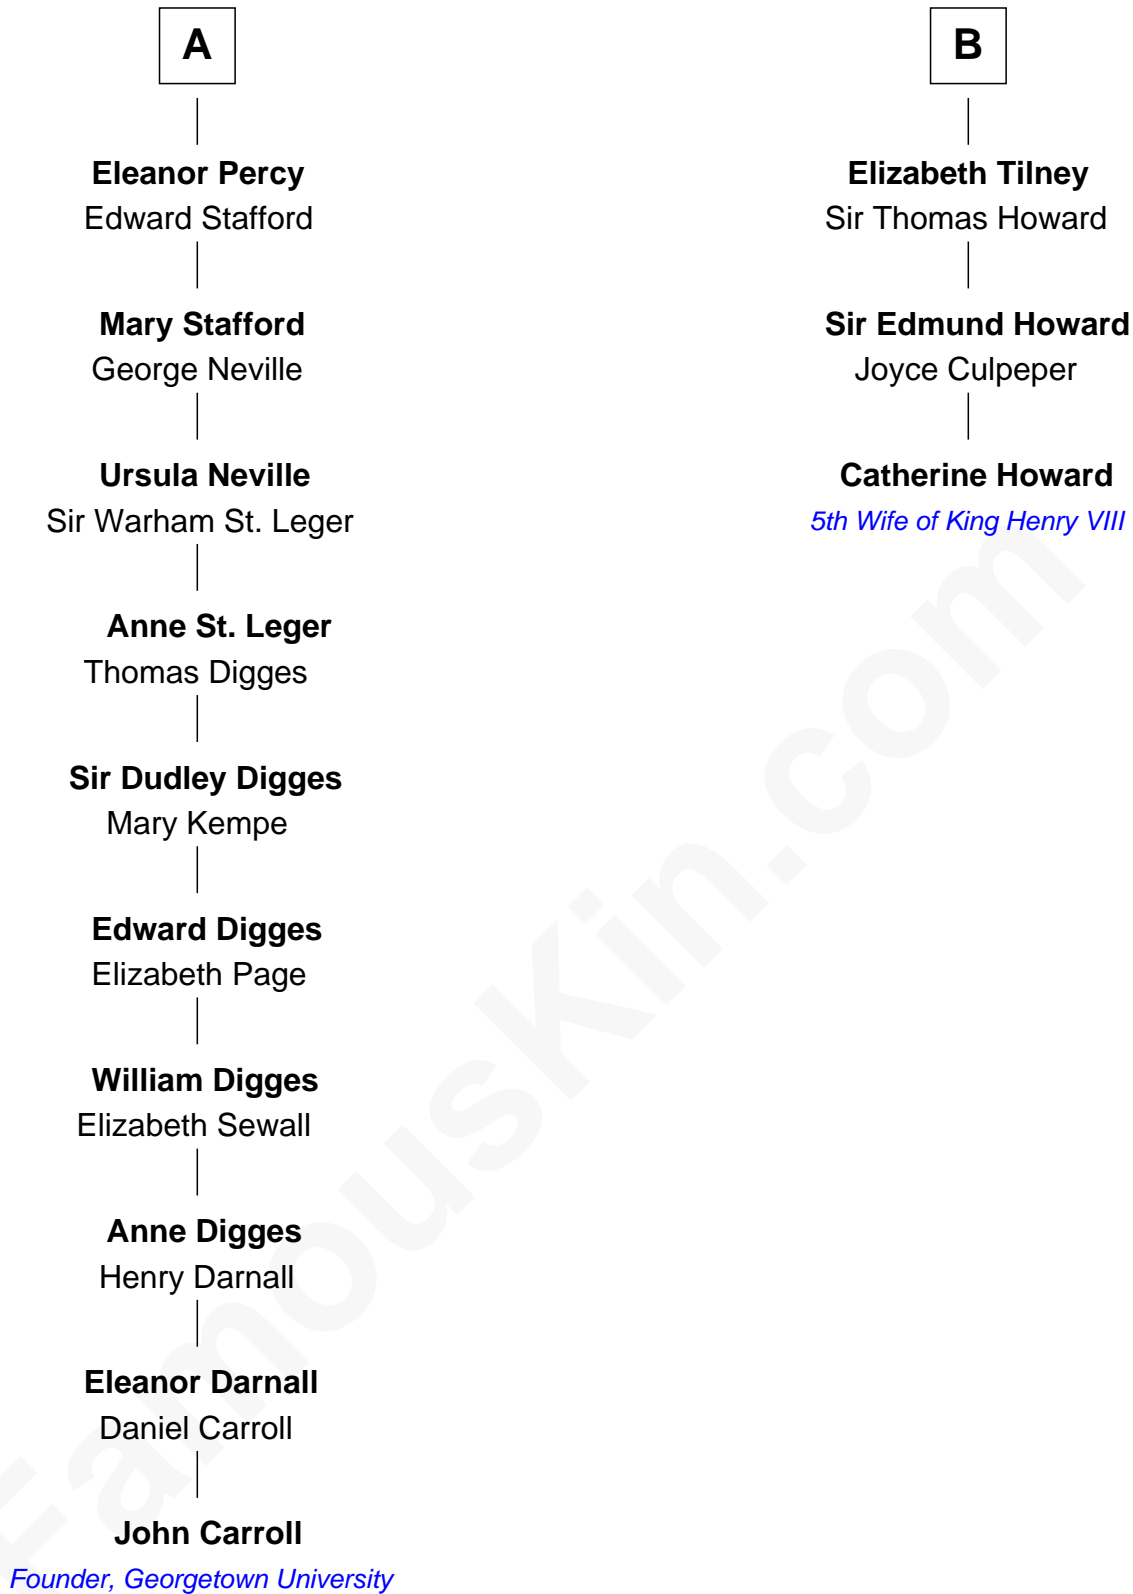 A
Eleanor Percy
Edward Stafford
Mary Stafford
George Neville
Ursula Neville
Sir Warham St. Leger
Anne St. Leger
Thomas Digges
Sir Dudley Digges
Mary Kempe
Edward Digges
Elizabeth Page
William Digges
Elizabeth Sewall
Anne Digges
Henry Darnall
Eleanor Darnall
Daniel Carroll
John Carroll
Founder, Georgetown University
B
Elizabeth Tilney
Sir Thomas Howard
Sir Edmund Howard
Joyce Culpeper
Catherine Howard
5th Wife of King Henry VIII
FamousKin.com